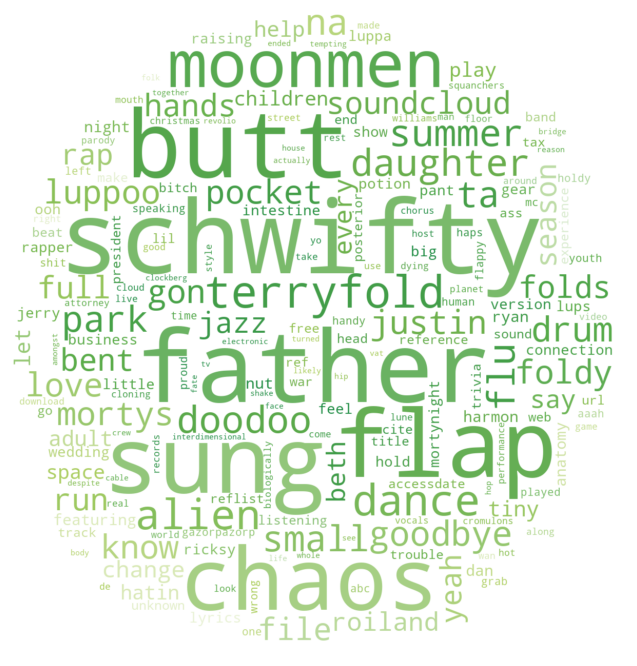 ended made tempting
help na
raising luppa
folk moonmen play
squanchers
mouth together children soundcloud
hands christmas revolio street williams man floor band bridge
night parody butt end show summer tax reason
rap left make house rest actually daughter
bitch pocket every potion pant ta gear holdy
luppoo speaking intestine posterior ass mc season around experience
ooh right schwifty youth
beat president lil style yo chorus host haps
rapper good take big flappy
shit clockberg use dying planet
full attorney cloud gon terryfold human version folds
jerry live park time jazz free handy justin ryan lups
let business electronic turned head reference sound drum video
amongst bent proud father flu connection
love little cloning tv nut ref war vat likely trivia foldy
go fate hip say url
download mortys doodoo shake feel lune mortynight harmon web aaah
adult crew face come cite title performance game
wedding interdimensional beth hold flap anatomy
space despite cable records sung biologically hop played
run real reflist accessdate dance tiny
featuring alien listening vocals cromulons along
track gazorpazorp small goodbye
know world ricksy see trouble wan hot dan
change body life whole grab
de hatin look chaos abc yeah
unknown wrong
lyrics one file roiland